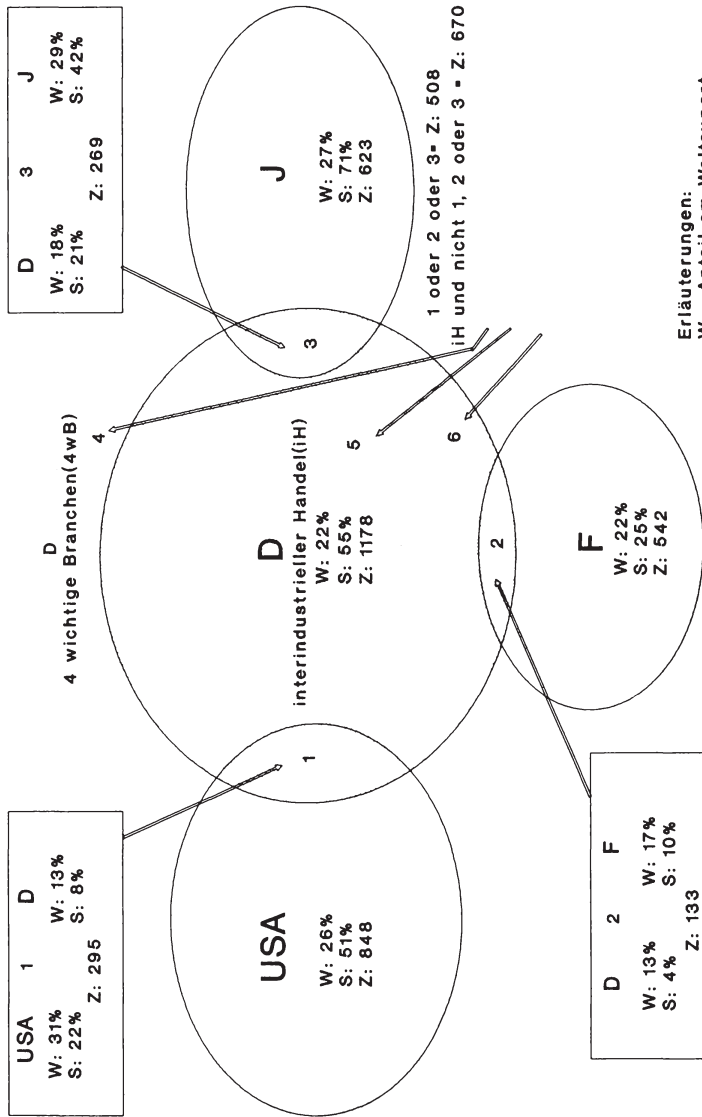 USA 1 D
W: 31% W: 13%
S: 22% S: 8%
Z: 295
D
4 wichtige Branchen(4wB)
4
D 3 J
W: 18% W: 29%
S: 21% S: 42%
Z: 269
USA
W: 26%
S: 51%
Z: 848
1
D
interindustrieller Handel(iH)
W: 22%
S: 55%
Z: 1178
3
5
6
J
W: 27%
S: 71%
Z: 623
1 oder 2 oder 3= Z: 508
iH und nicht 1, 2 oder 3 = Z: 670
2
F
W: 22%
S: 25%
Z: 542
D 2 F
W: 13% W: 17%
S: 4% S: 10%
Z: 133
Erläuterungen:
Anteil am